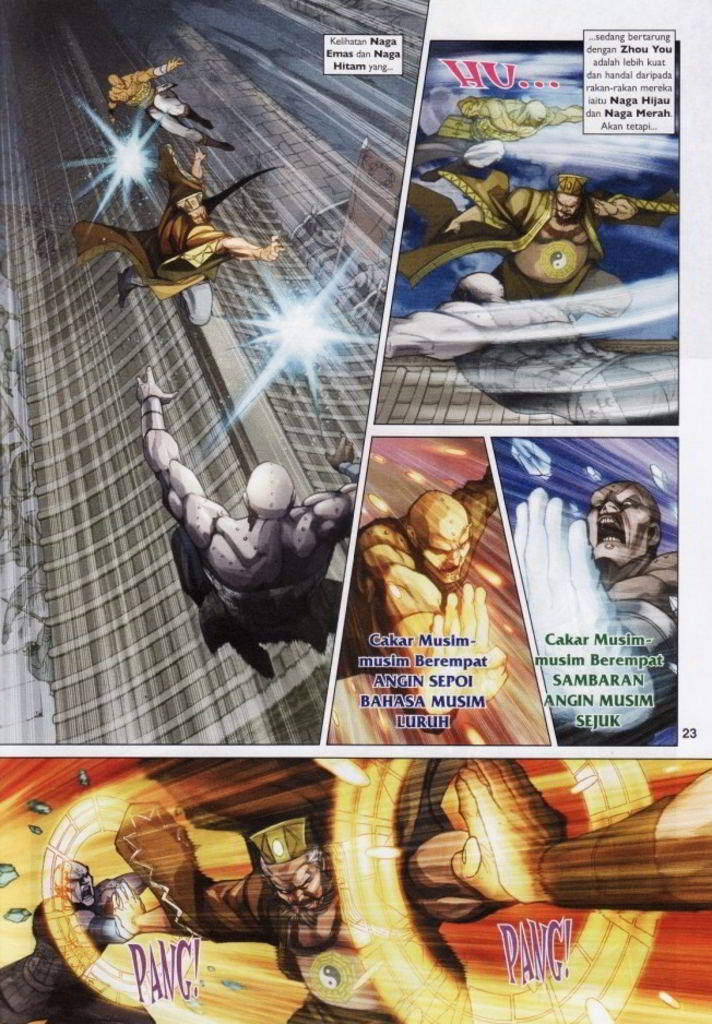 Kelihatan Naga
Emas dan Naga
Hitam yang...
...sedang bertarung
dengan Zhou You
adalah lebih kuat
dan handal daripada
rakan-rakan mereka
iaitu Naga Hijau
dan Naga Merah.
Akan tetapi...
HU...
Cakar Musim-
musim Berempat
ANGIN SEPOI
BAHASA MUSIM
LURUH
Cakar Musim-
musim Berempat
SAMBARAN
ANGIN MUSIM
SEJUK
23
PANG!
PANG!